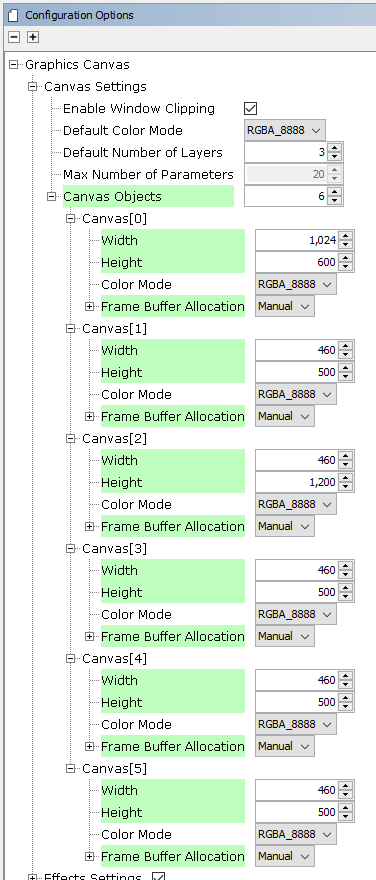 Configuration Options
Graphics Canvas
Canvas Settings
Enable Window Clipping
Default Color Mode RGBA_8888
Default Number of Layers 3
Max Number of Parameters 20
Canvas Objects 6
Canvas[0]
Width 1,024
Height 600
Color Mode RGBA_8888
Frame Buffer Allocation Manual
Canvas[1]
Width 460
Height 500
Color Mode RGBA_8888
Frame Buffer Allocation Manual
Canvas[2]
Width 460
Height 1,200
Color Mode RGBA_8888
Frame Buffer Allocation Manual
Canvas[3]
Width 460
Height 500
Color Mode RGBA_8888
Frame Buffer Allocation Manual
Canvas[4]
Width 460
Height 500
Color Mode RGBA_8888
Frame Buffer Allocation Manual
Canvas[5]
Width 460
Height 500
Color Mode RGBA_8888
Frame Buffer Allocation Manual
Effects Settings